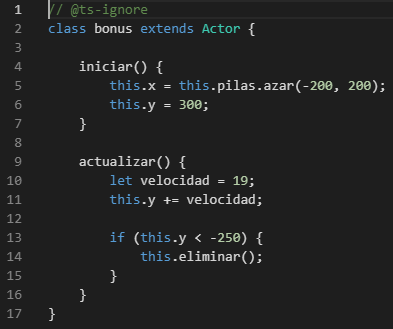 1 // @ts-ignore
2 class bonus extends Actor {
3
4     iniciar() {
5         this.x = this.pilas.azar(-200, 200);
6         this.y = 300;
7     }
8
9     actualizar() {
10         let velocidad = 19;
11         this.y += velocidad;
12
13         if (this.y < -250) {
14             this.eliminar();
15         }
16     }
17 }